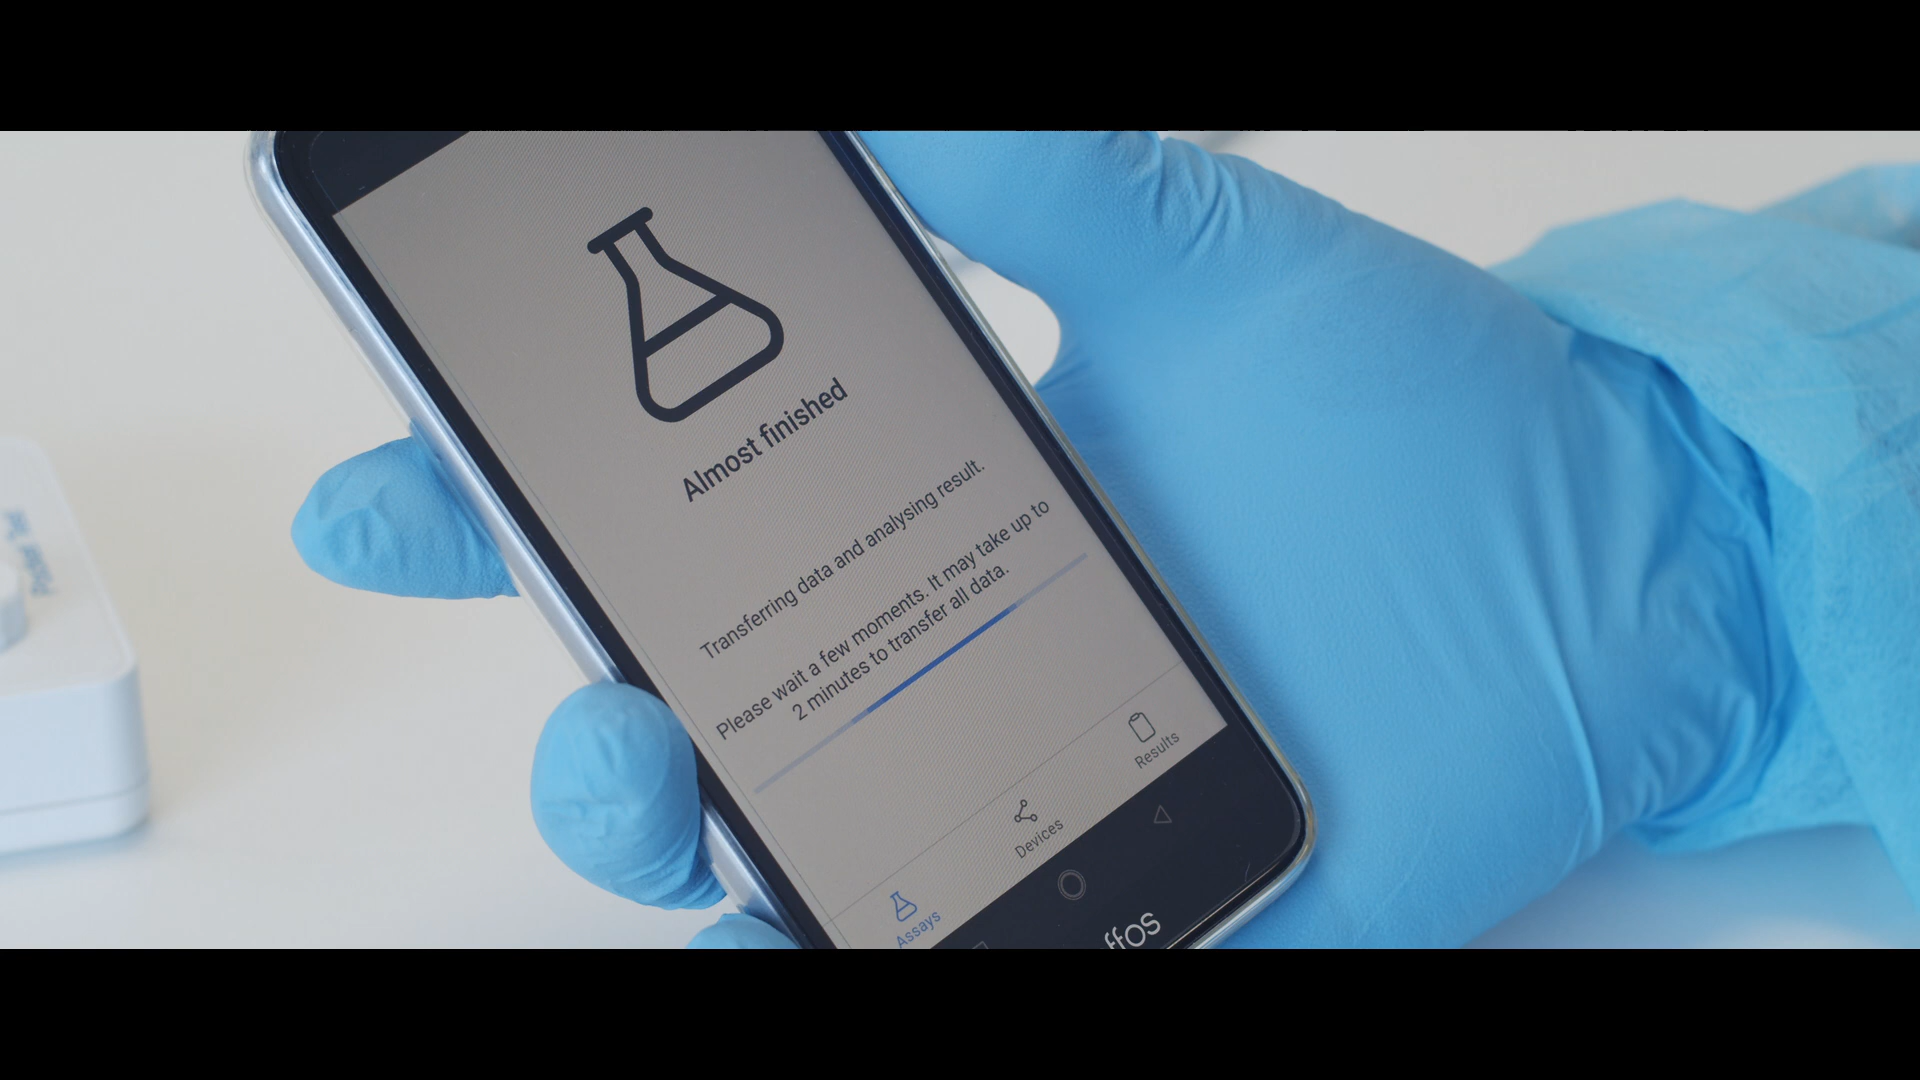 Almost finished
Transferring data and analysing result.
Please wait a few moments. It may take up to
2 minutes to transfer all data.
Assays
Devices
Results
ffos